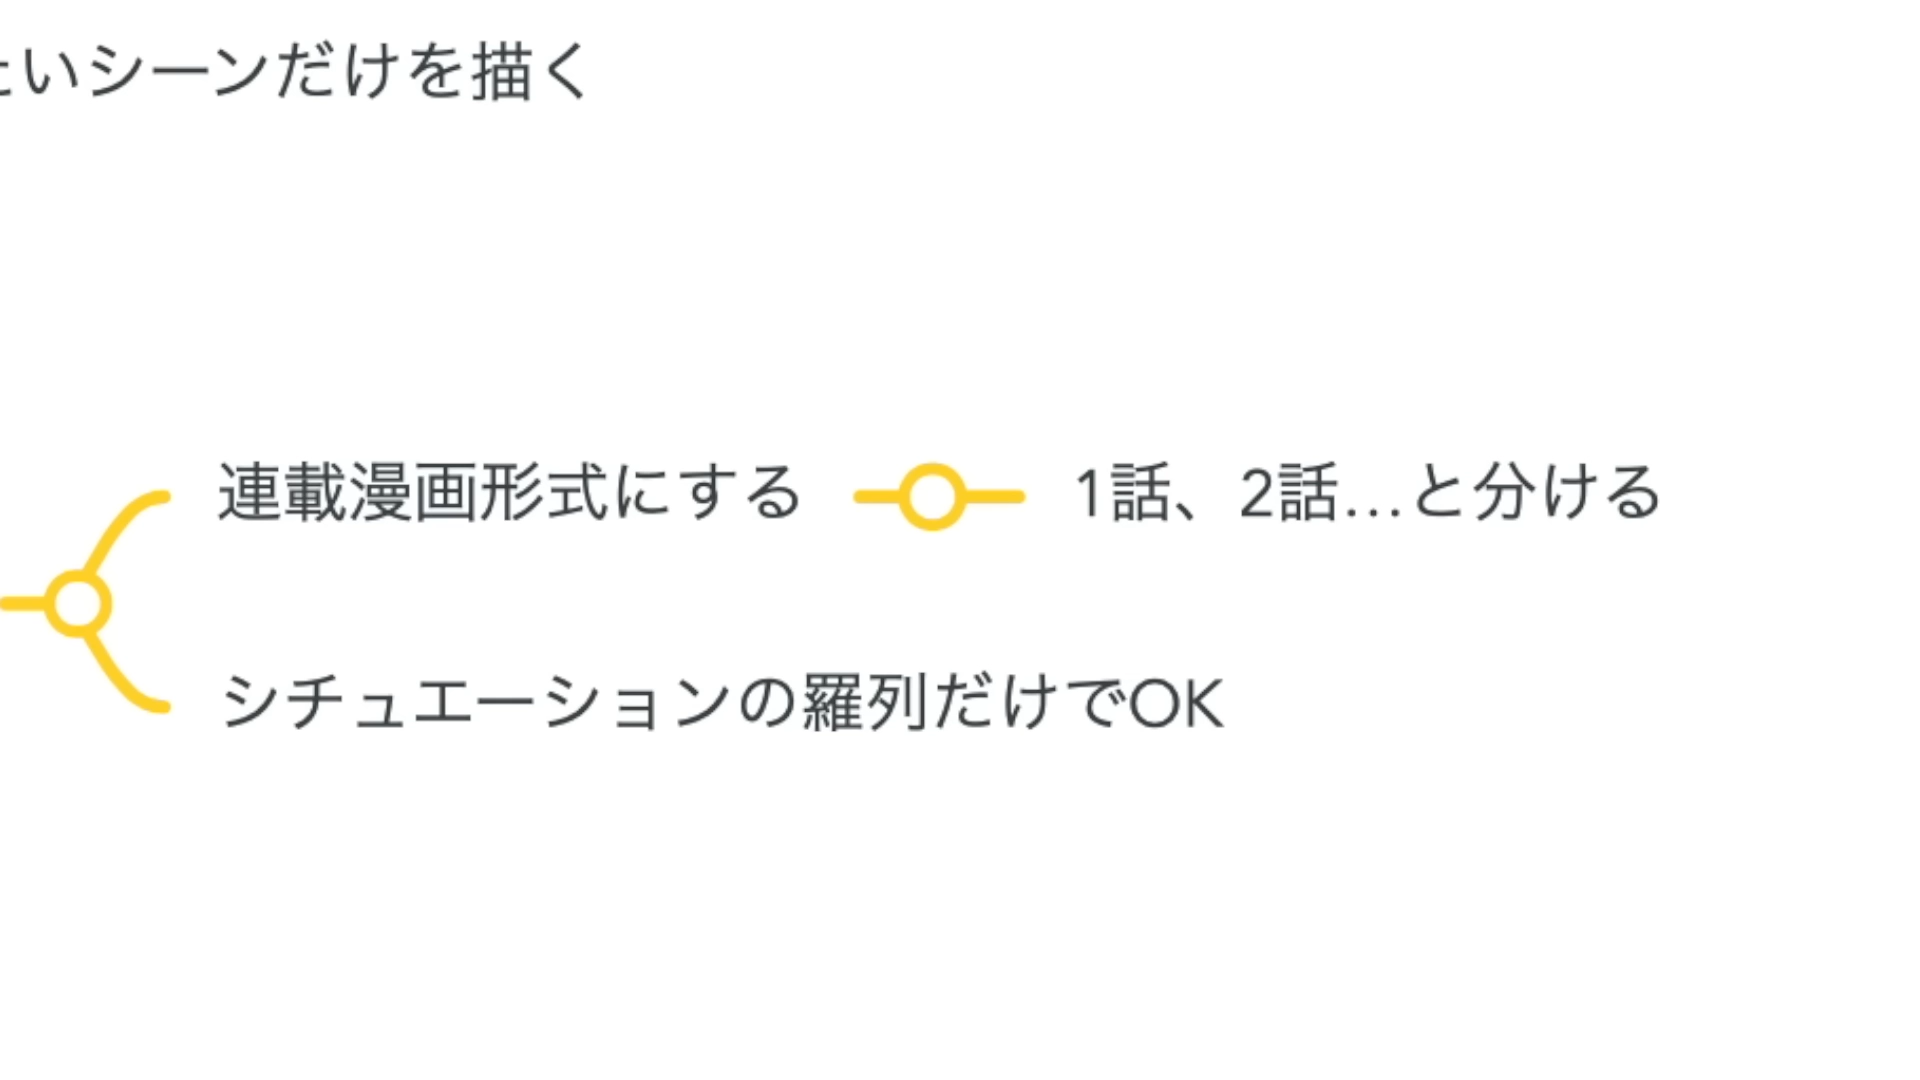 いシーンだけを描く
連載漫画形式にする
1話、2話…と分ける
シチュエーションの羅列だけでOK